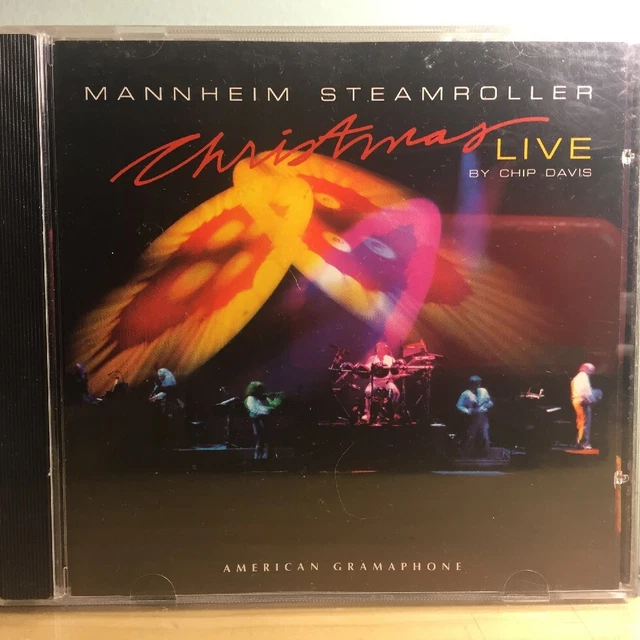 MANNHEIM STEAMROLLER
Christmas LIVE
BY CHIP DAVIS
AMERICAN GRAMAPHONE